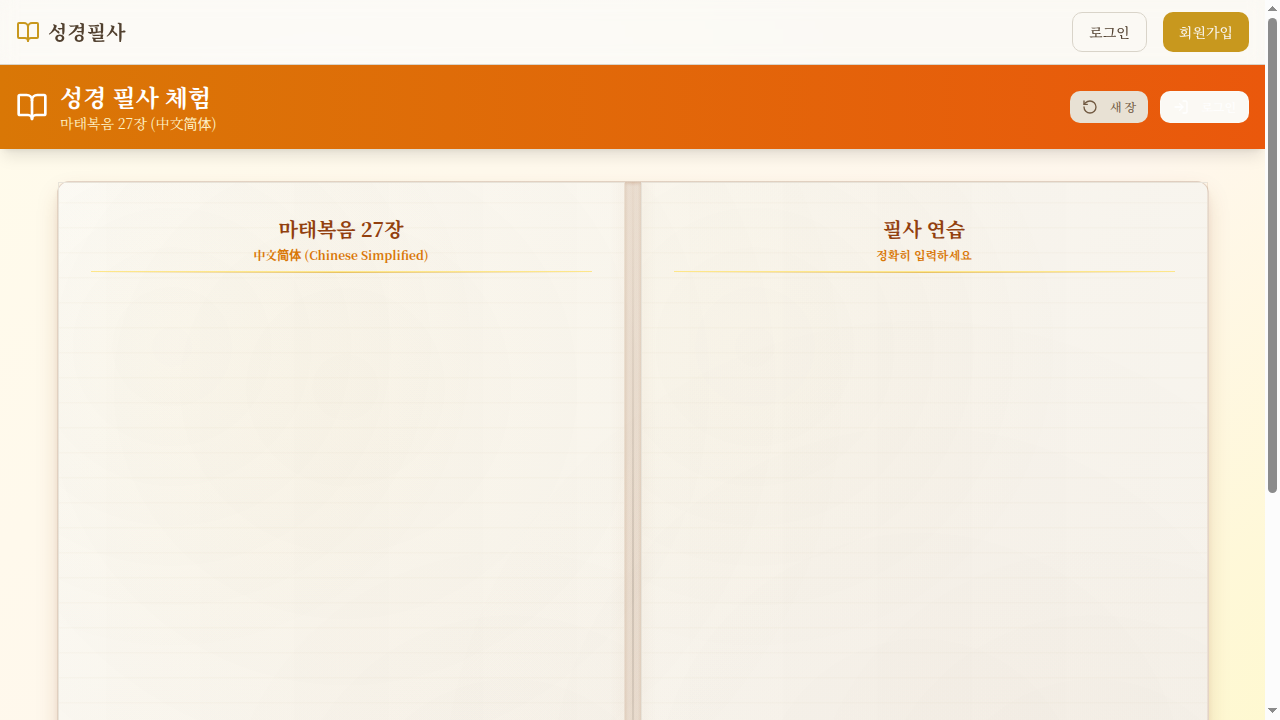 성경필사
로그인
회원가입
성경 필사 체험
마태복음 27장 (中文简体)
새 장
마태복음 27장
中文简体 (Chinese Simplified)
필사 연습
정확히 입력하세요